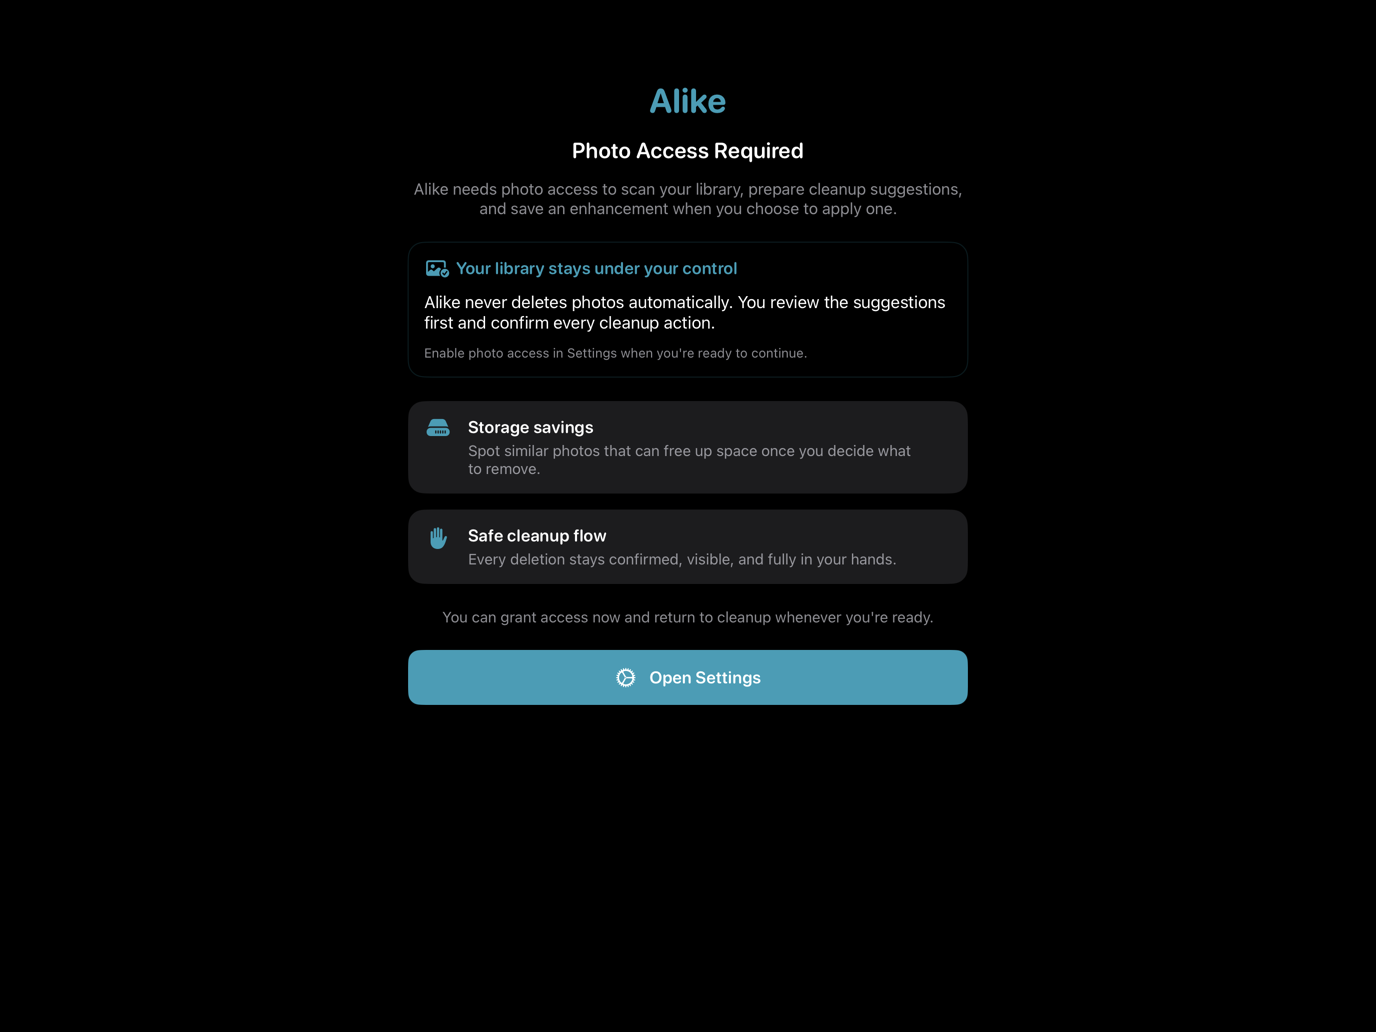 Alike
Photo Access Required
Alike needs photo access to scan your library, prepare cleanup suggestions,
and save an enhancement when you choose to apply one.
Your library stays under your control
Alike never deletes photos automatically. You review the suggestions
first and confirm every cleanup action.
Enable photo access in Settings when you're ready to continue.
Storage savings
Spot similar photos that can free up space once you decide what
to remove.
Safe cleanup flow
Every deletion stays confirmed, visible, and fully in your hands.
You can grant access now and return to cleanup whenever you're ready.
Open Settings